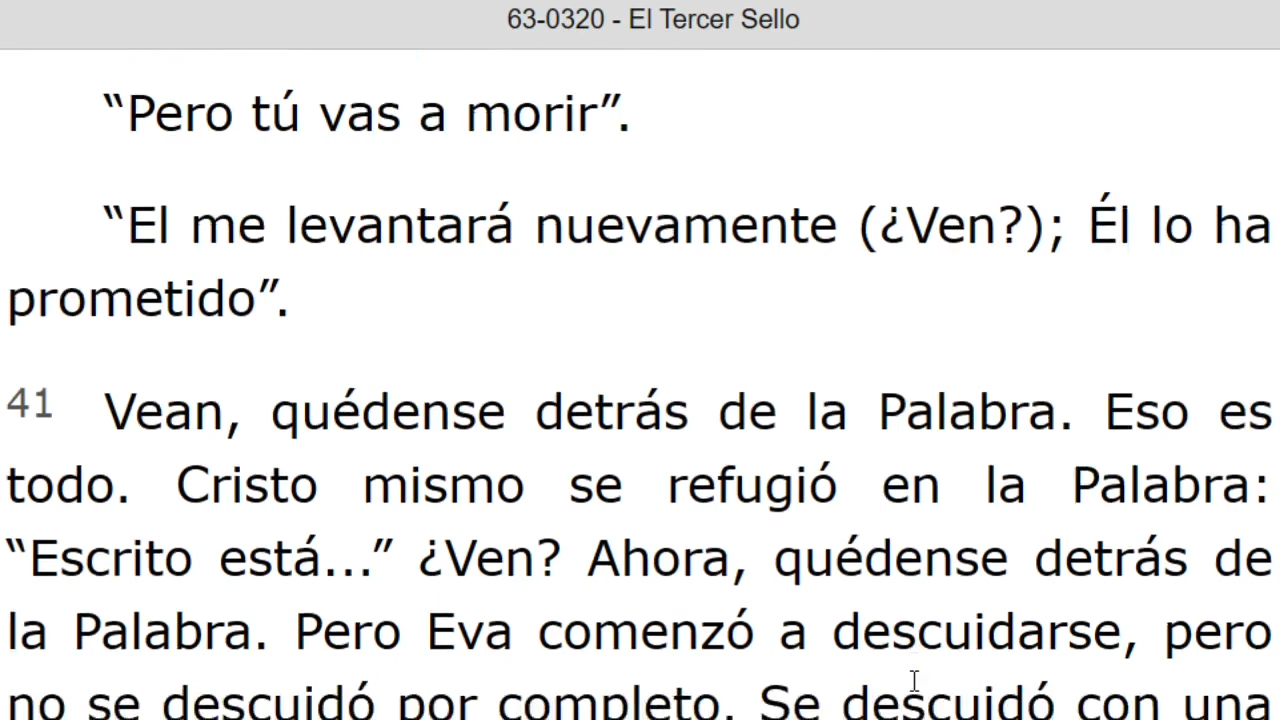 63-0320 - El Tercer Sello
“Pero tú vas a morir”.
“El me levantará nuevamente (¿Ven?); Él lo ha
prometido”.
41 Vean, quédense detrás de la Palabra. Eso es
todo. Cristo mismo se refugió en la Palabra:
“Escrito está...” ¿Ven? Ahora, quédense detrás de
la Palabra. Pero Eva comenzó a descuidarse, pero
no se descuidó por completo. Se descuidó con una